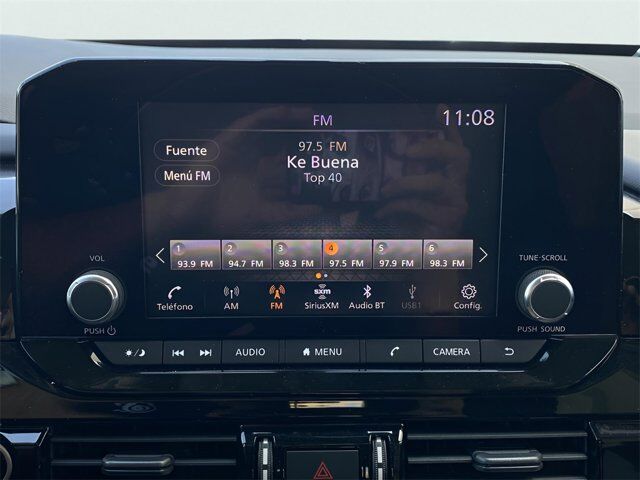 FM
11:08
Fuente
Menú FM
97.5 FM
Ke Buena
Top 40
1 2 3 4 5 6
93.9 FM 94.7 FM 98.3 FM 97.5 FM 97.9 FM 98.3 FM
Teléfono AM FM sxm SiriusXM Audio BT USB1 Config.
VOL
PUSH
TUNE·SCROLL
PUSH SOUND
AUDIO MENU CAMERA